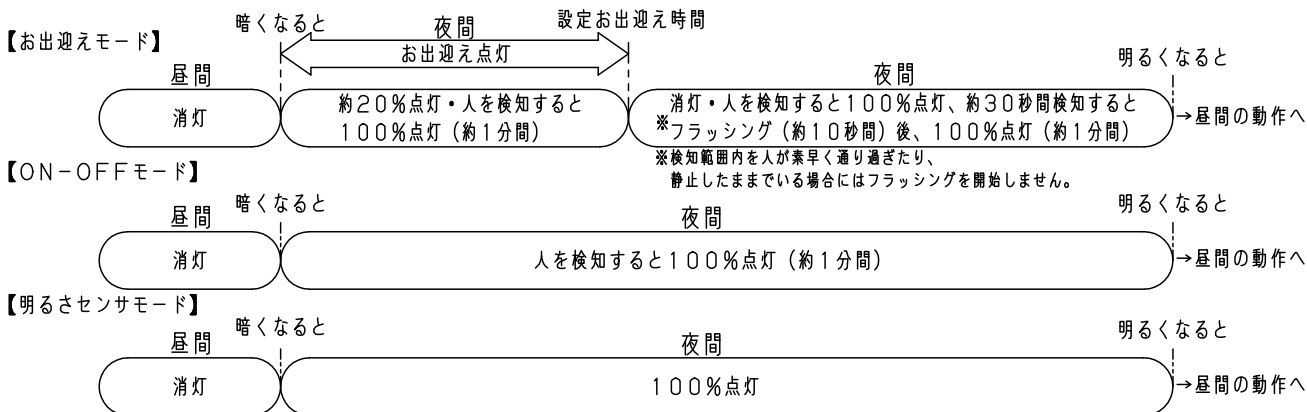 暗くなると
夜間
設定お出迎え時間
【お出迎えモード】
お出迎え点灯
明るくなると
昼間
夜間
消灯
約20%点灯・人を検知すると
100%点灯（約1分間）
消灯・人を検知すると100%点灯、約30秒間検知すると
※フラッシング（約10秒間）後、100%点灯（約1分間）
→昼間の動作へ
※検知範囲内を人が素早く通り過ぎたり、
静止したままでいる場合にはフラッシングを開始しません。
【ON-OFFモード】
昼間
暗くなると
夜間
明るくなると
消灯
人を検知すると100%点灯（約1分間）
→昼間の動作へ
【明るさセンサモード】
昼間
暗くなると
夜間
明るくなると
消灯
100%点灯
→昼間の動作へ